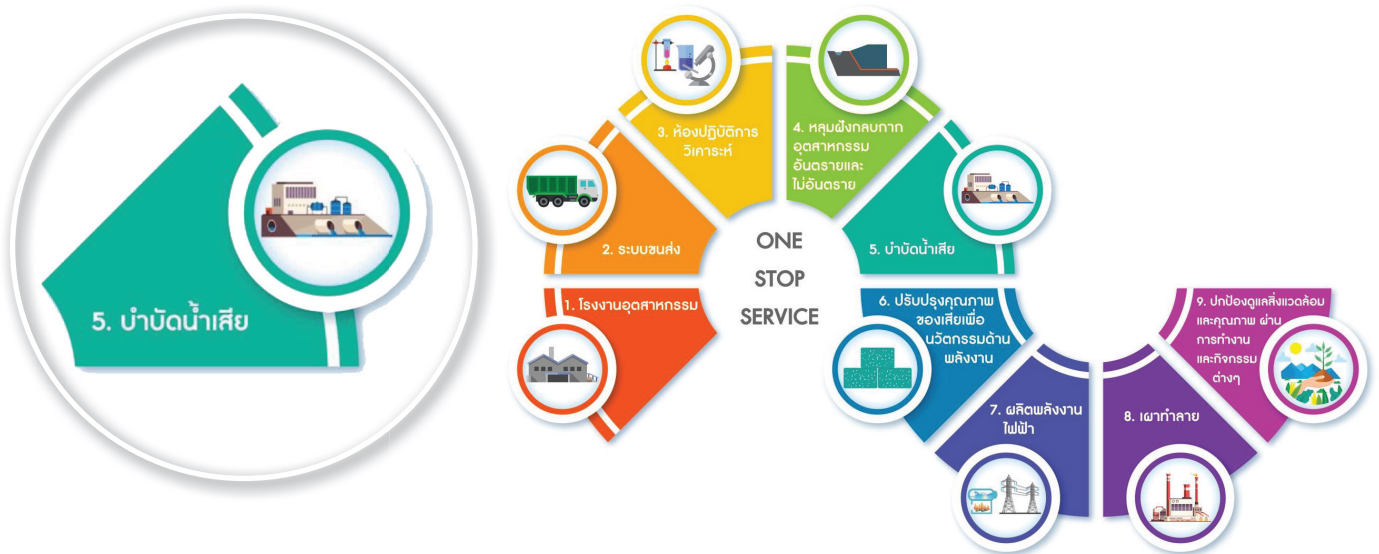 5. บำบัดน้ำเสีย
1. โรงงานอุตสาหกรรม
2. ระบบขนส่ง
3. ห้องปฏิบัติการ
วิเคราะห์
4. หลุมฝังกลบกาก
อุตสาหกรรม
อันตรายและ
ไม่อันตราย
5. บำบัดน้ำเสีย
ONE
STOP
SERVICE
6. ปรับปรุงคุณภาพ
ของเสียเพื่อ
นวัตกรรมด้าน
พลังงาน
7. ผลิตพลังงาน
ไฟฟ้า
8. เผาทำลาย
9. ปกป้องดูแลสิ่งแวดล้อม
และคุณภาพ ผ่าน
การทำงาน
และกิจกรรม
ต่างๆ